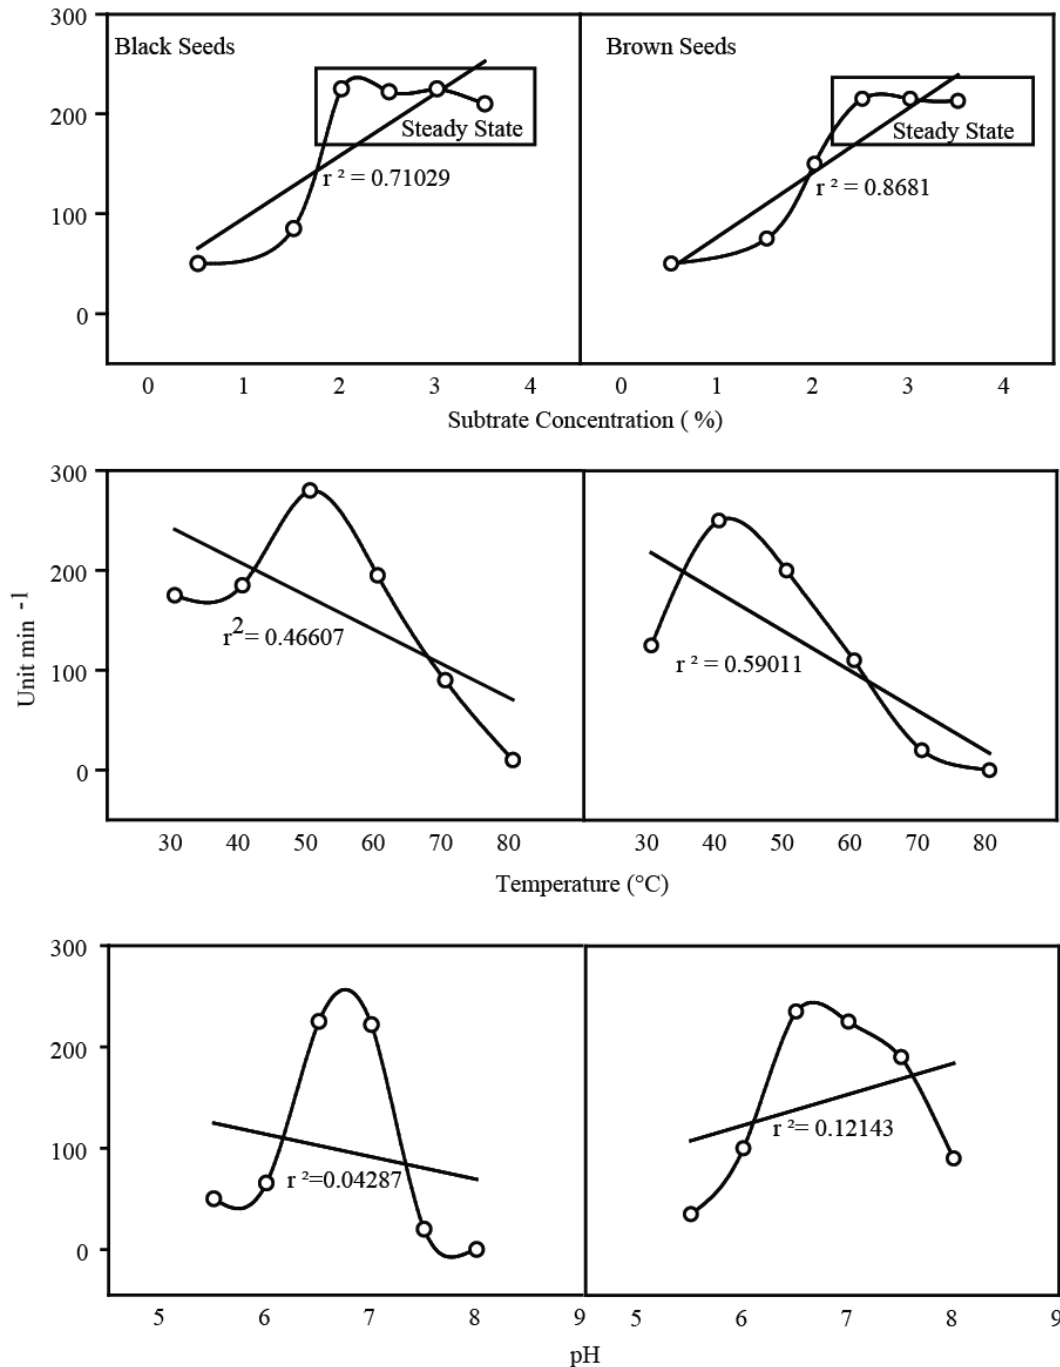 300
Black Seeds
Brown Seeds
200
Steady State
Steady State
r ² = 0.71029
r ² = 0.8681
100
0
0 1 2 3 4 0 1 2 3 4
Subtrate Concentration ( %)
300
200
r2= 0.46607
r ² = 0.59011
100
0
Unit min -1
30 40 50 60 70 80 30 40 50 60 70 80
Temperature (°C)
300
200
r ²= 0.12143
100
r ²=0.04287
0
5 6 7 8 9 5 6 7 8 9
pH